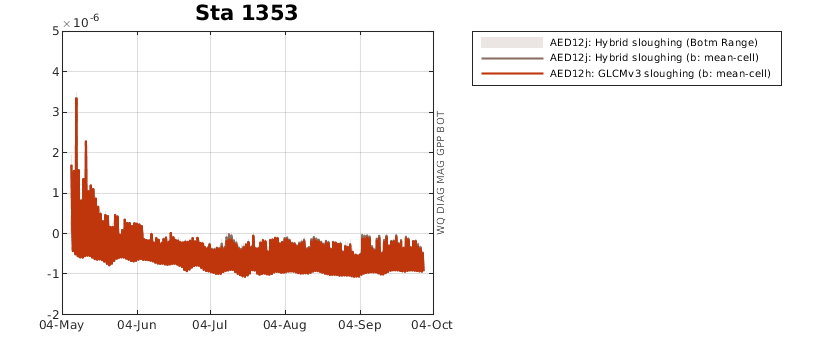 Sta 1353
×10-6
5
4
3
2
1
0
-1
-2
04-May 04-Jun 04-Jul 04-Aug 04-Sep 04-Oct
WQ DIAG MAG GPP BOT
AED12j: Hybrid sloughing (Botm Range)
AED12j: Hybrid sloughing (b: mean-cell)
AED12h: GLCMv3 sloughing (b: mean-cell)